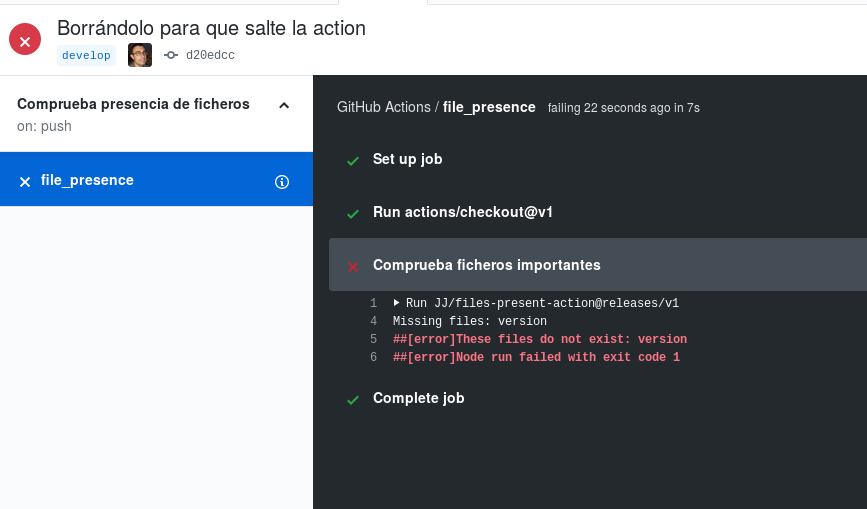 Borrándolo para que salte la action
develop d20edcc
Comprueba presencia de ficheros
on: push
file_presence
GitHub Actions / file_presence failing 22 seconds ago in 7s
Set up job
Run actions/checkout@v1
Comprueba ficheros importantes
1 Run JJ/files-present-action@releases/v1
4 Missing files: version
5 ##[error]These files do not exist: version
6 ##[error]Node run failed with exit code 1
Complete job